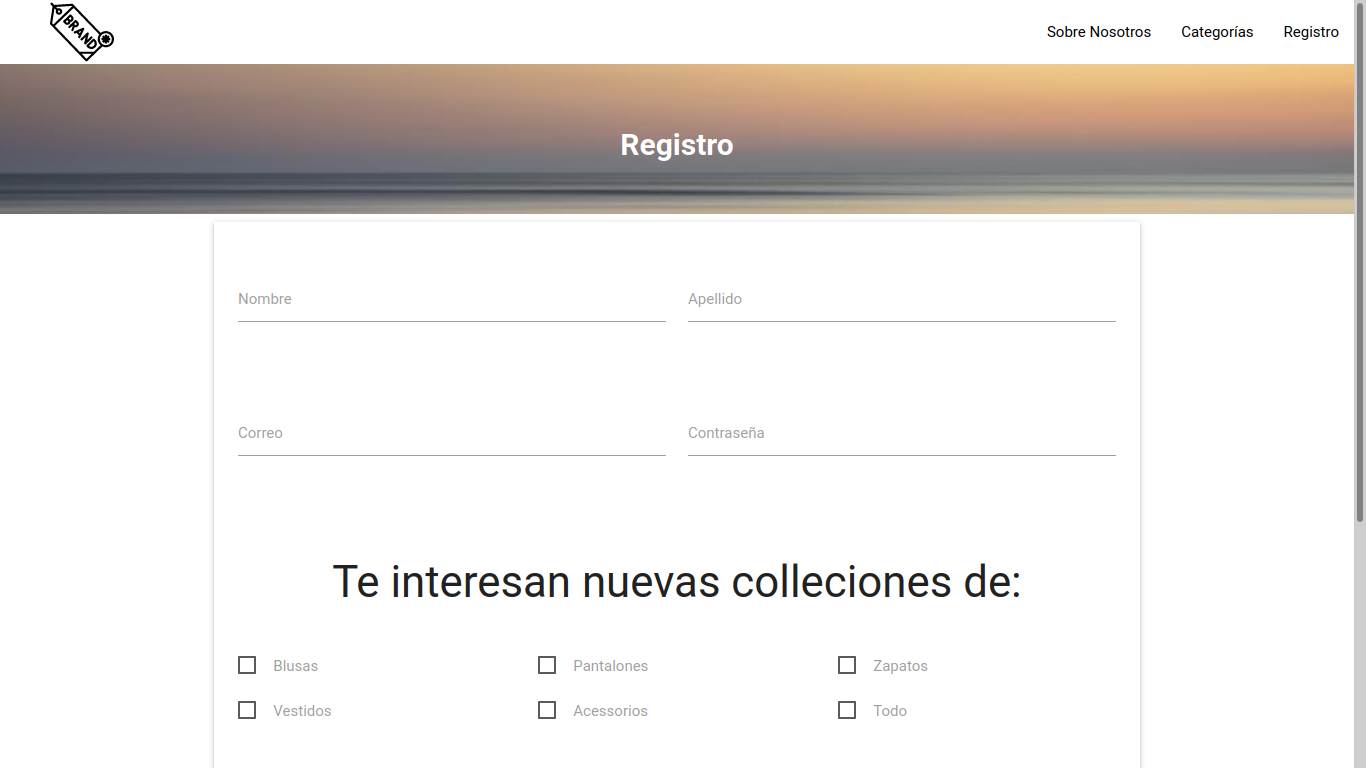 BRAND
Sobre Nosotros Categorías Registro
Registro
Nombre Apellido
Correo Contraseña
Te interesan nuevas colleciones de:
Blusas Pantalones Zapatos
Vestidos Acessorios Todo